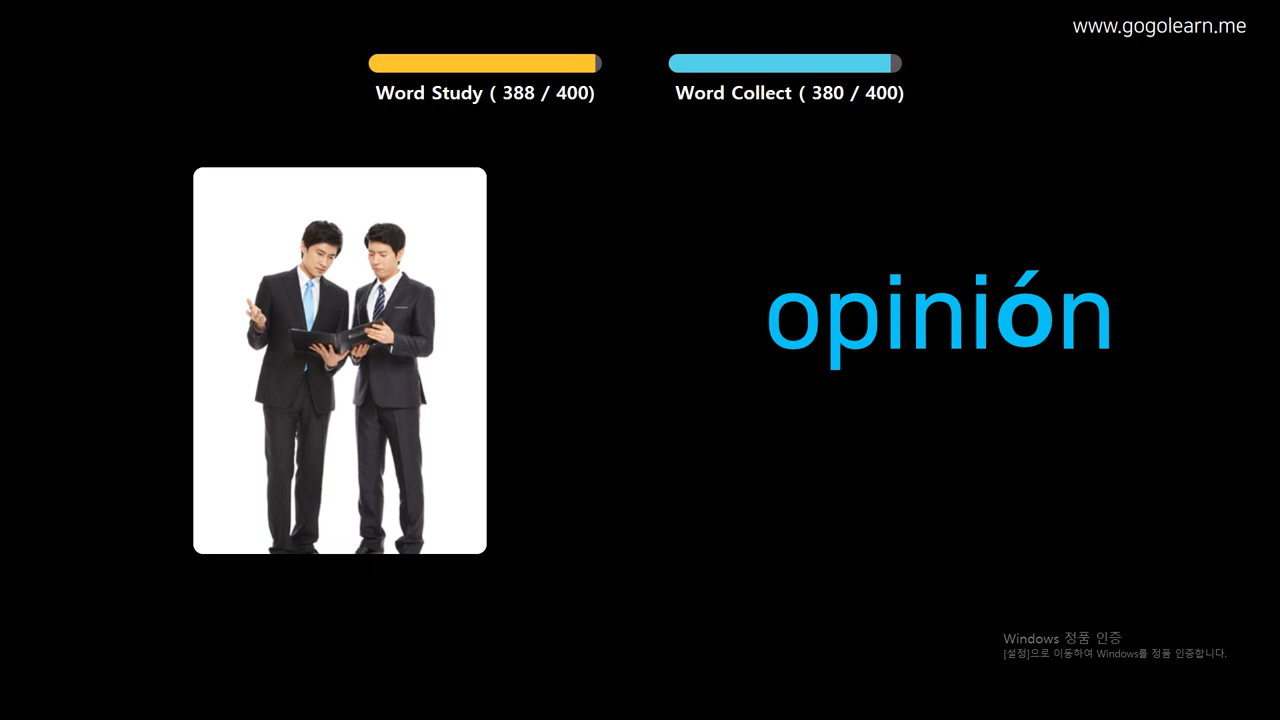 www.gogolearn.me
Word Study ( 388 / 400)
Word Collect ( 380 / 400)
opinión
Windows 정품 인증
[설정]으로 이동하여 Windows를 정품 인증합니다.